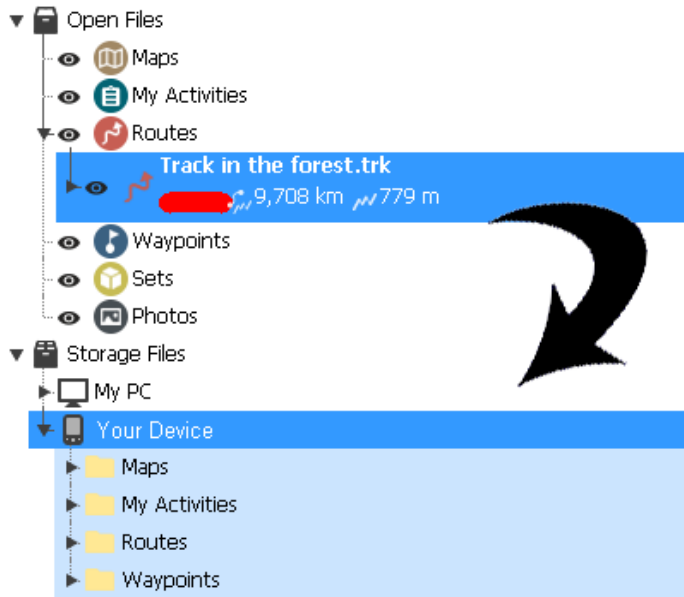 Open Files
Maps
My Activities
Routes
Track in the forest.trk
9,708 km 779 m
Waypoints
Sets
Photos
Storage Files
My PC
Your Device
Maps
My Activities
Routes
Waypoints